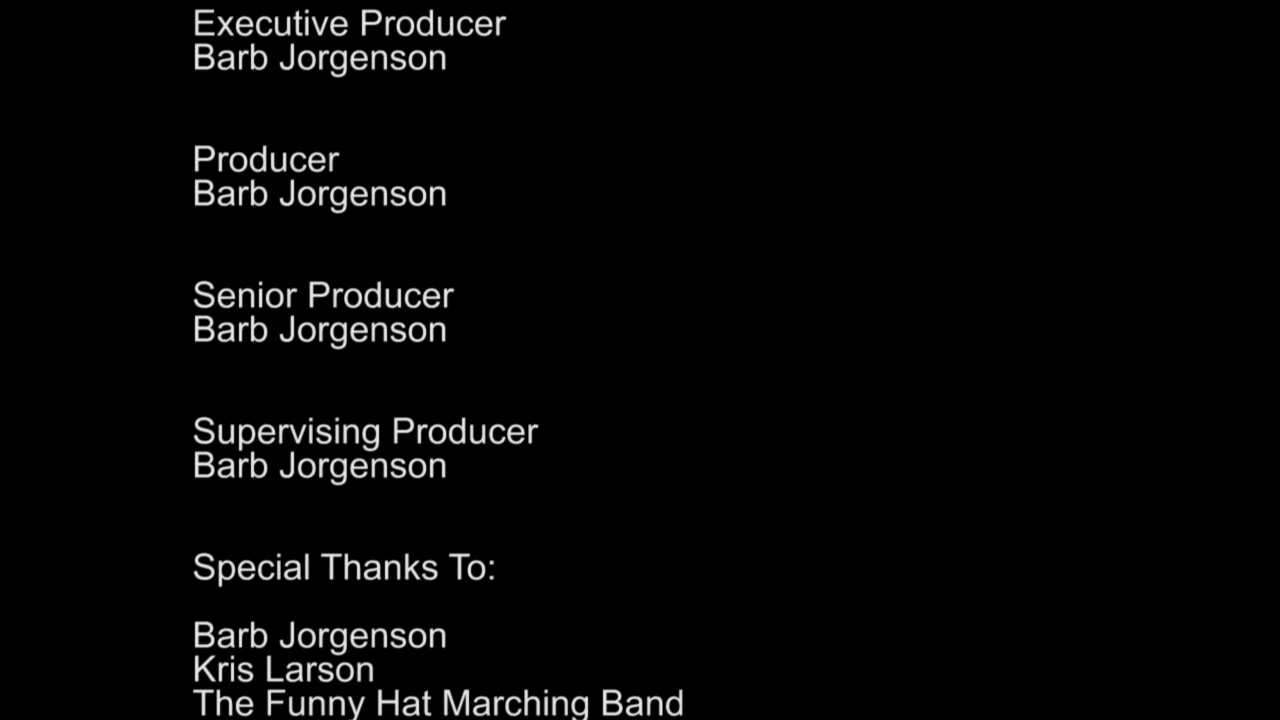 Executive Producer
Barb Jorgenson
Producer
Barb Jorgenson
Senior Producer
Barb Jorgenson
Supervising Producer
Barb Jorgenson
Special Thanks To:
Barb Jorgenson
Kris Larson
The Funny Hat Marching Band